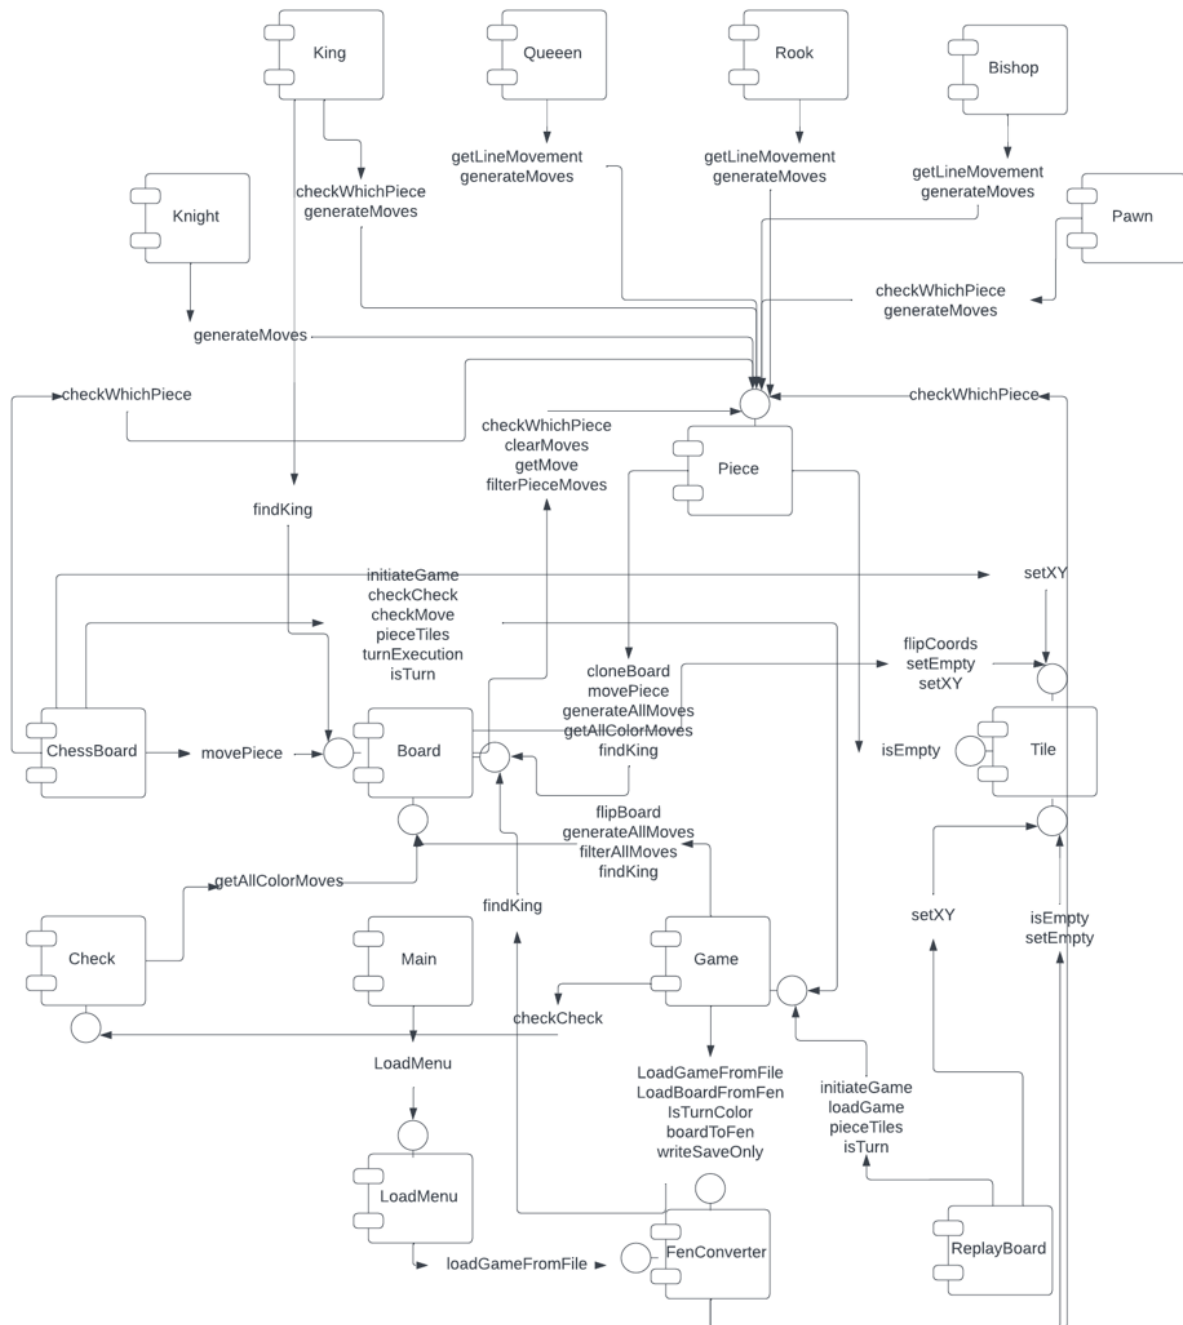 King
Queeen
Rook
Bishop
getLineMovement
generateMoves
getLineMovement
generateMoves
getLineMovement
generateMoves
checkWhichPiece
generateMoves
Knight
Pawn
checkWhichPiece
generateMoves
generateMoves
checkWhichPiece
checkWhichPiece
checkWhichPiece
clearMoves
getMove
filterPieceMoves
Piece
findKing
initiateGame
checkCheck
checkMove
pieceTiles
turnExecution
isTurn
setXY
flipCoords
setEmpty
setXY
cloneBoard
movePiece
generateAllMoves
getAllColorMoves
findKing
ChessBoard
movePiece
Board
isEmpty
Tile
flipBoard
generateAllMoves
filterAllMoves
findKing
getAllColorMoves
findKing
setXY
isEmpty
setEmpty
Check
Main
Game
checkCheck
LoadMenu
LoadGameFromFile
LoadBoardFromFen
IsTurnColor
boardToFen
writeSaveOnly
initiateGame
loadGame
pieceTiles
isTurn
LoadMenu
FenConverter
ReplayBoard
loadGameFromFile